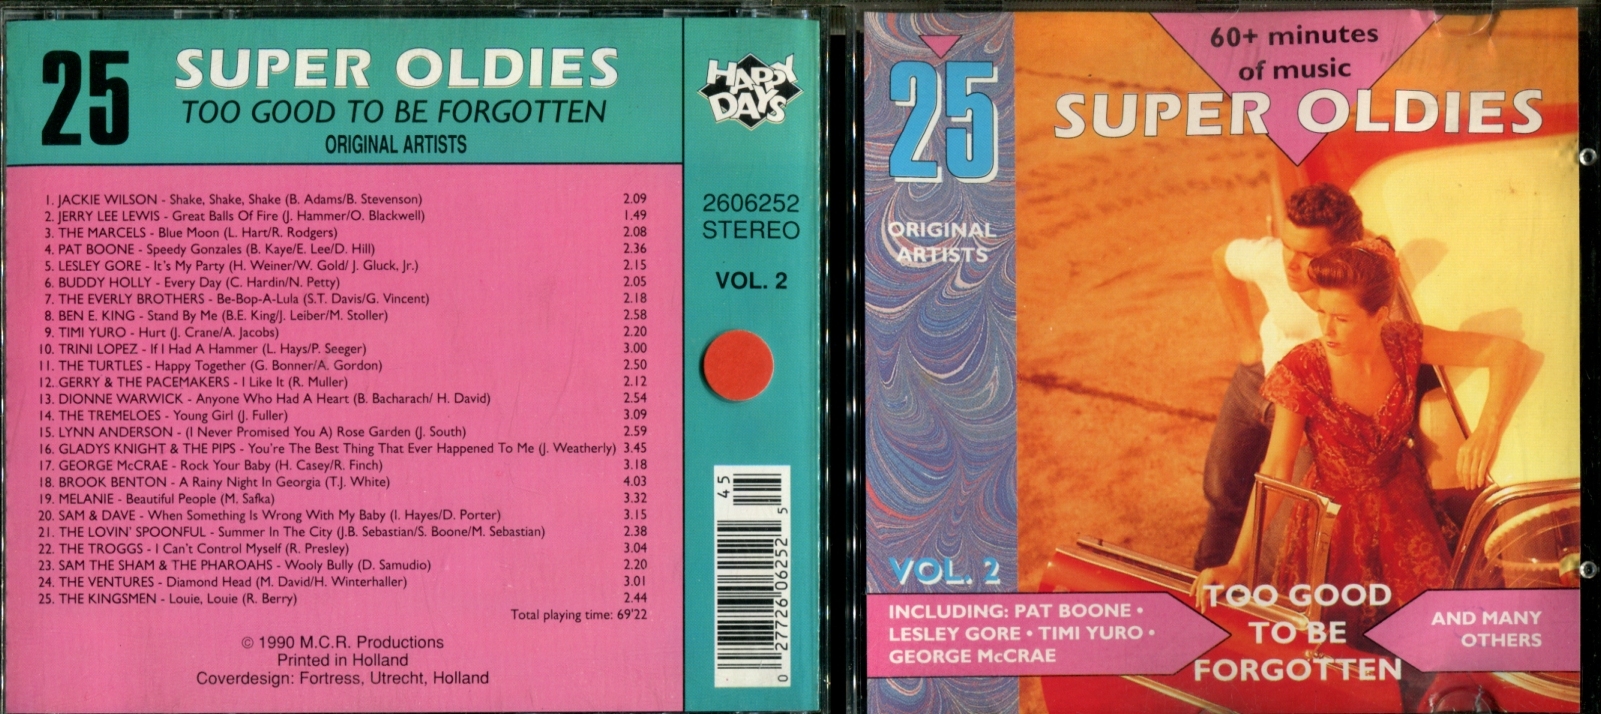 25
SUPER OLDIES
TOO GOOD TO BE FORGOTTEN
ORIGINAL ARTISTS
HAPPY
DAYS
1. JACKIE WILSON - Shake, Shake, Shake (B. Adams/B. Stevenson) 2.09
2. JERRY LEE LEWIS - Great Balls Of Fire (J. Hammer/O. Blackwell) 1.49
3. THE MARCELS - Blue Moon (L. Hart/R. Rodgers) 2.08
4. PAT BOONE - Speedy Gonzales (B. Kaye/E. Lee/D. Hill) 2.36
5. LESLEY GORE - It's My Party (H. Weiner/W. Gold/ J. Gluck, Jr.) 2.15
6. BUDDY HOLLY - Every Day (C. Hardin/N. Petty) 2.05
7. THE EVERLY BROTHERS - Be-Bop-A-Lula (S.T. Davis/G. Vincent) 2.18
8. BEN E. KING - Stand By Me (B.E. King/J. Leiber/M. Stoller) 2.58
9. TIMI YURO - Hurt (J. Crane/A. Jacobs) 2.20
10. TRINI LOPEZ - If I Had A Hammer (L. Hays/P. Seeger) 3.00
11. THE TURTLES - Happy Together (G. Bonner/A. Gordon) 2.50
12. GERRY & THE PACEMAKERS - I Like It (R. Muller) 2.12
13. DIONNE WARWICK - Anyone Who Had A Heart (B. Bacharach/ H. David) 2.54
14. THE TREMELOES - Young Girl (J. Fuller) 3.09
15. LYNN ANDERSON - (I Never Promised You A) Rose Garden (J. South) 2.59
16. GLADYS KNIGHT & THE PIPS - You're The Best Thing That Ever Happened To Me (J. Weatherly) 3.45
17. GEORGE McCRAE - Rock Your Baby (H. Casey/R. Finch) 3.18
18. BROOK BENTON - A Rainy Night In Georgia (T.J. White) 4.03
19. MELANIE - Beautiful People (M. Safka) 3.32
20. SAM & DAVE - When Something Is Wrong With My Baby (I. Hayes/D. Porter) 3.15
21. THE LOVIN' SPOONFUL - Summer In The City (J.B. Sebastian/S. Boone/M. Sebastian) 2.38
22. THE TROGGS - I Can't Control Myself (R. Presley) 3.04
23. SAM THE SHAM & THE PHAROAHS - Wooly Bully (D. Samudio) 2.20
24. THE VENTURES - Diamond Head (M. David/H. Winterhaller) 3.01
25. THE KINGSMEN - Louie, Louie (R. Berry) 2.44
Total playing time: 69'22
© 1990 M.C.R. Productions
Printed in Holland
Coverdesign: Fortress, Utrecht, Holland
2606252
STEREO
VOL. 2
45
0 27726 06252 5
60+ minutes
of music
SUPER OLDIES
25
ORIGINAL
ARTISTS
VOL. 2
INCLUDING: PAT BOONE •
LESLEY GORE • TIMI YURO •
GEORGE McCRAE
TOO GOOD
TO BE
FORGOTTEN
AND MANY
OTHERS